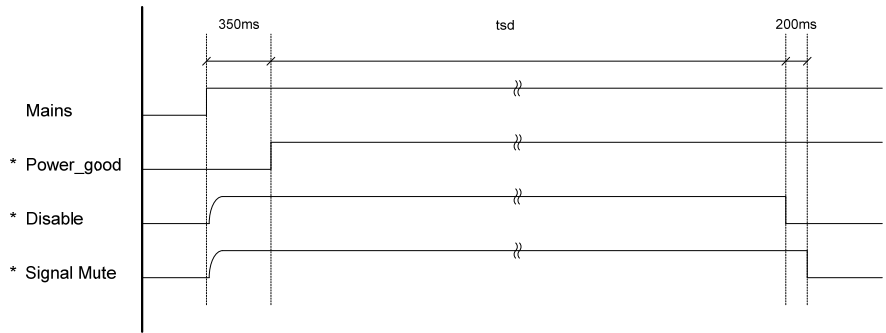 350ms tsd 200ms
Mains
* Power_good
* Disable
* Signal Mute